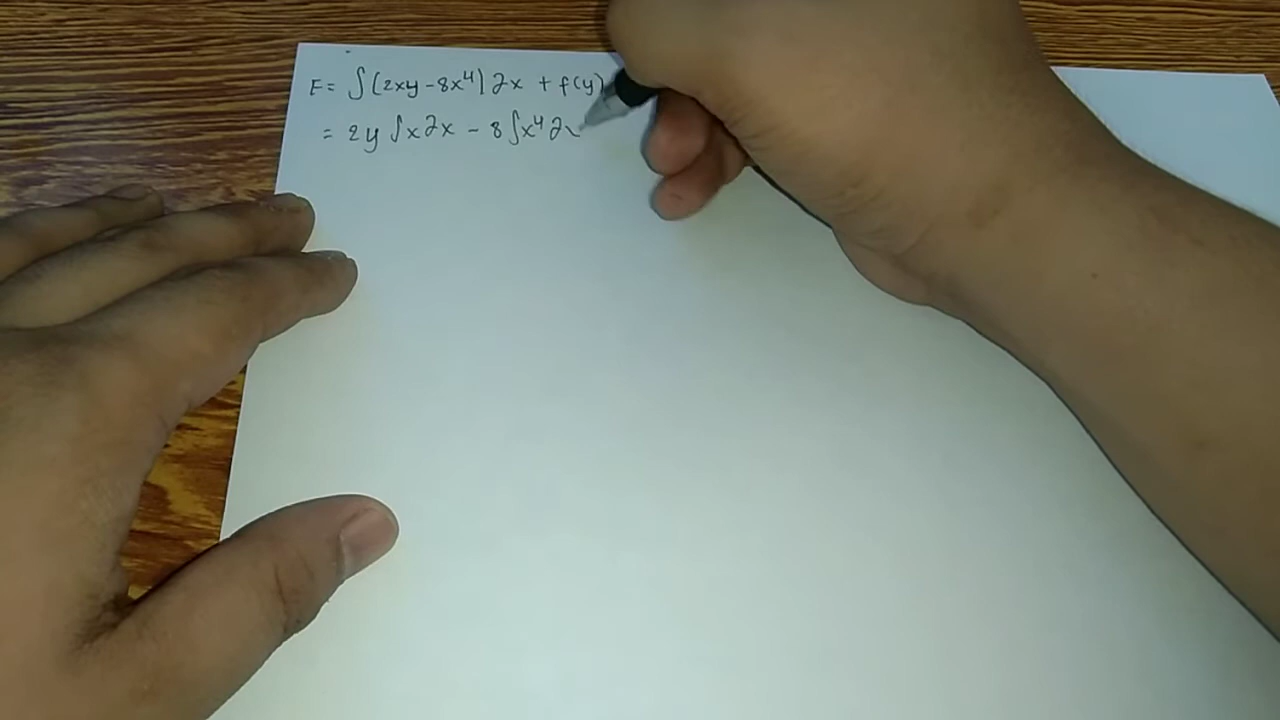 F = ∫(2xy - 8x⁴) ∂x + f(y)
= 2y ∫x ∂x - 8 ∫x⁴ ∂x